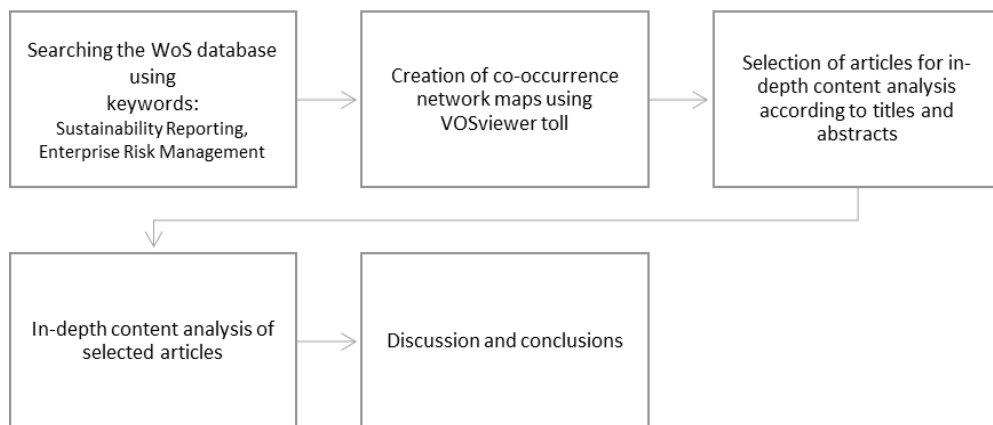 Searching the WoS database
using
keywords:
Sustainability Reporting,
Enterprise Risk Management
Creation of co-occurrence
network maps using
VOSviewer toll
Selection of articles for in-
depth content analysis
according to titles and
abstracts
In-depth content analysis of
selected articles
Discussion and conclusions